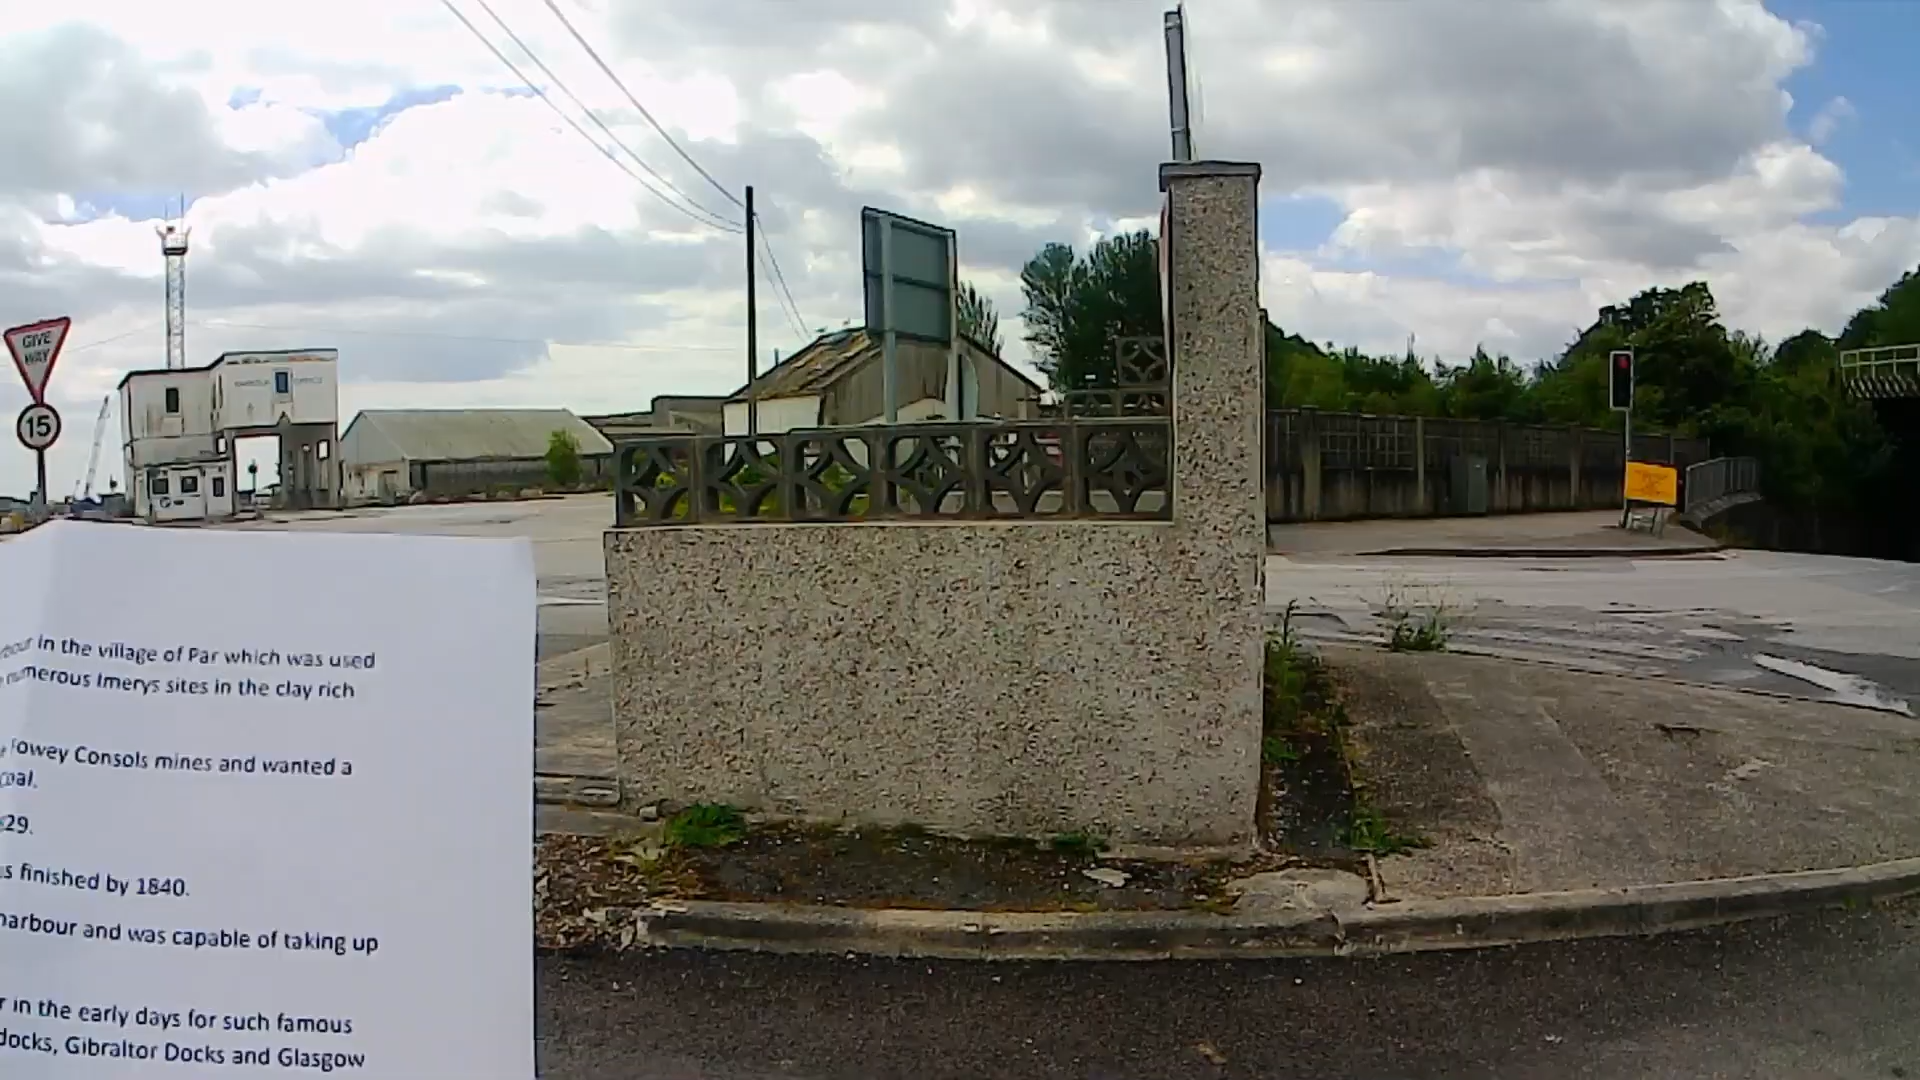 GIVE
WAY
15
in the village of Par which was used
numerous Imerys sites in the clay rich
Fowey Consols mines and wanted a
coal.
29.
finished by 1840.
harbour and was capable of taking up
in the early days for such famous
docks, Gibraltor Docks and Glasgow